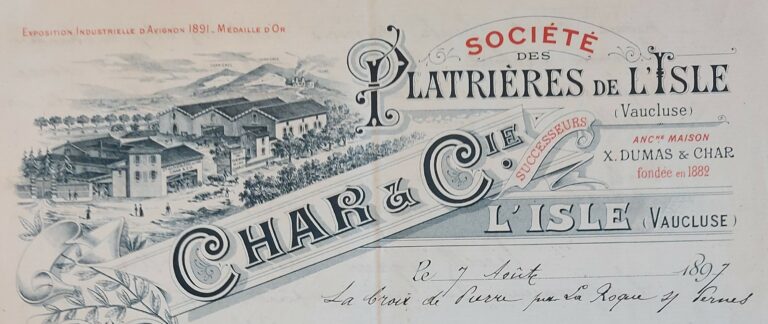 EXPOSITION INDUSTRIELLE D'AVIGNON 1891. MÉDAILLE D'OR
SOCIÉTÉ
DES
PLATRIÈRES DE L'ISLE
(Vaucluse)
CHAR & CIE.
SUCCESSEURS
ANCNE MAISON
X. DUMAS & CHAR
fondée en 1882
L'ISLE (VAUCLUSE)
Le 7 Août 1897
La Croix de Pierre par La Roque s/ Pernes